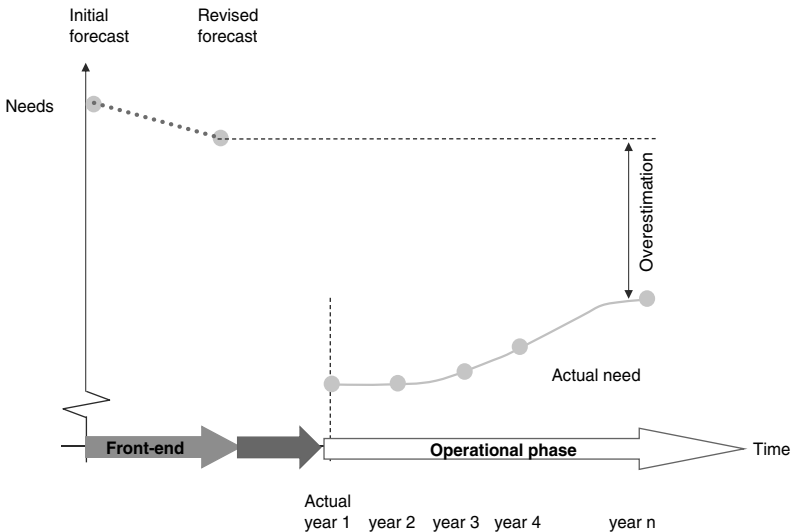 Initial
forecast
Revised
forecast
Needs
Overestimation
Actual need
Front-end
Operational phase
Time
Actual
year 1 year 2 year 3 year 4 year n